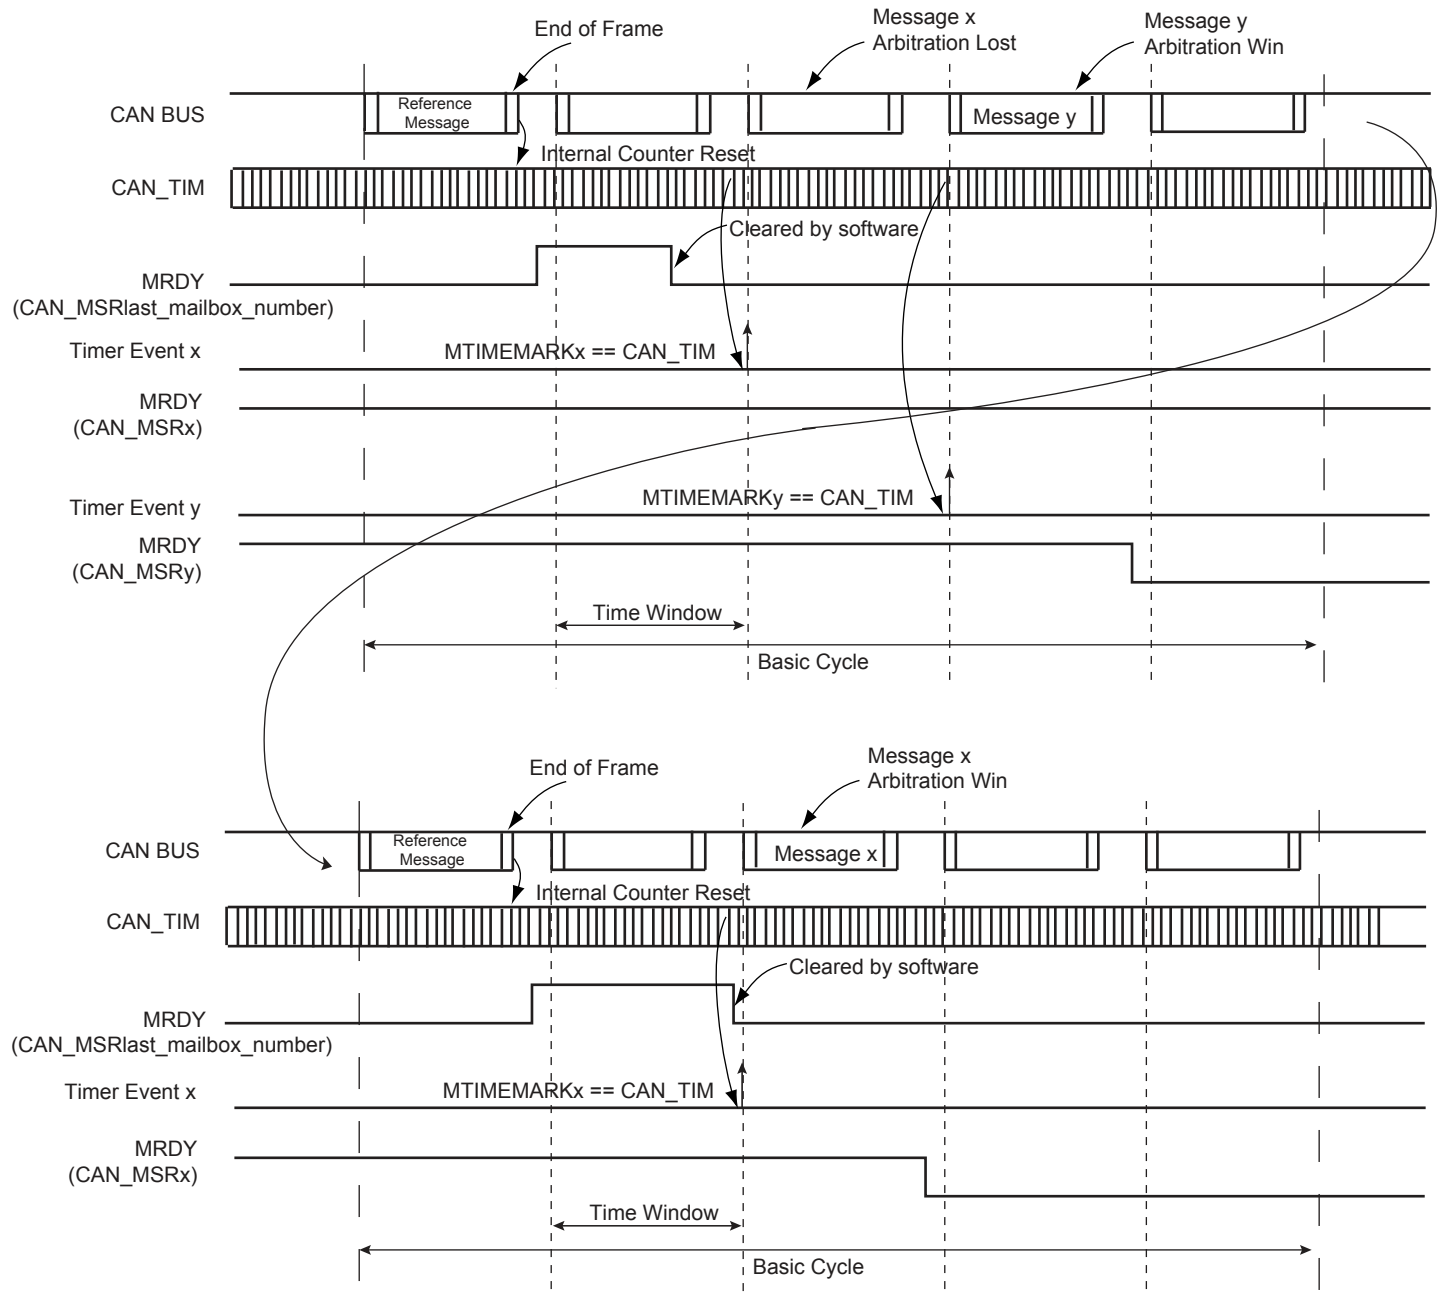 End of Frame
Message x
Arbitration Lost
Message y
Arbitration Win
CAN BUS
Reference
Message
Message y
Internal Counter Reset
CAN_TIM
Cleared by software
MRDY
(CAN_MSRlast_mailbox_number)
Timer Event x
MTIMEMARKx == CAN_TIM
MRDY
(CAN_MSRx)
MTIMEMARKy == CAN_TIM
Timer Event y
MRDY
(CAN_MSRy)
Time Window
Basic Cycle
End of Frame
Message x
Arbitration Win
CAN BUS
Reference
Message
Message x
Internal Counter Reset
CAN_TIM
Cleared by software
MRDY
(CAN_MSRlast_mailbox_number)
Timer Event x
MTIMEMARKx == CAN_TIM
MRDY
(CAN_MSRx)
Time Window
Basic Cycle